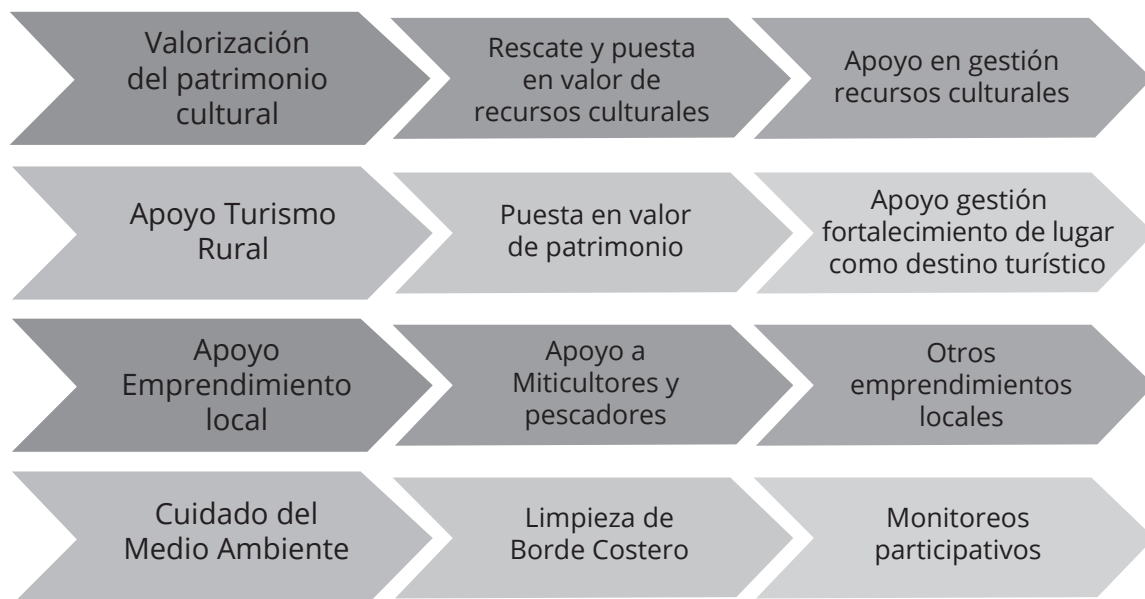 Valorización
del patrimonio
cultural
Rescate y puesta
en valor de
recursos culturales
Apoyo en gestión
recursos culturales
Apoyo Turismo
Rural
Puesta en valor
de patrimonio
Apoyo gestión
fortalecimiento de lugar
como destino turístico
Apoyo
Emprendimiento
local
Apoyo a
Miticultores y
pescadores
Otros
emprendimientos
locales
Cuidado del
Medio Ambiente
Limpieza de
Borde Costero
Monitoreos
participativos